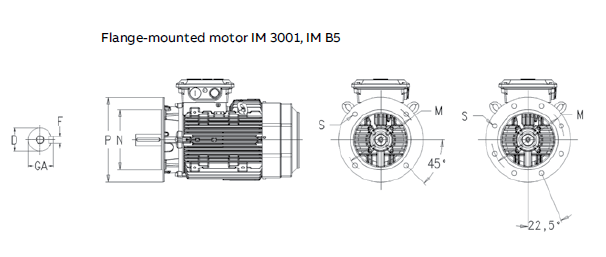 Flange-mounted motor IM 3001, IM B5
F
D
GA
P
N
S
M
45°
S
M
22,5°